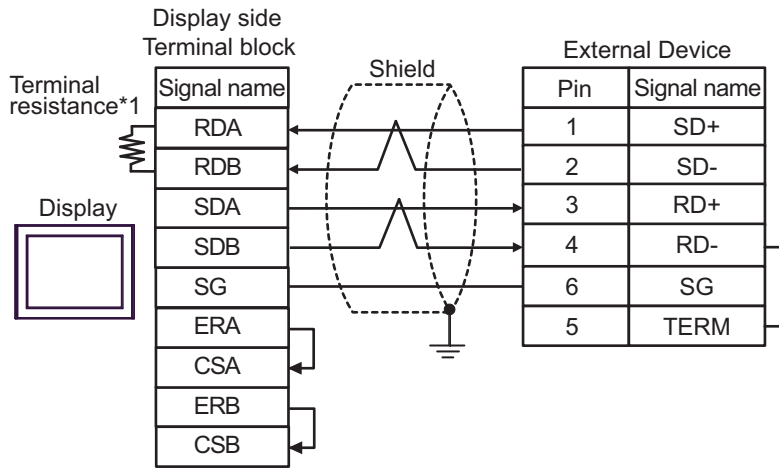 Display side
Terminal block
External Device
Shield
Terminal
resistance*1
Signal name
Pin Signal name
RDA
1 SD+
RDB
2 SD-
Display
SDA
3 RD+
SDB
4 RD-
SG
6 SG
ERA
5 TERM
CSA
ERB
CSB